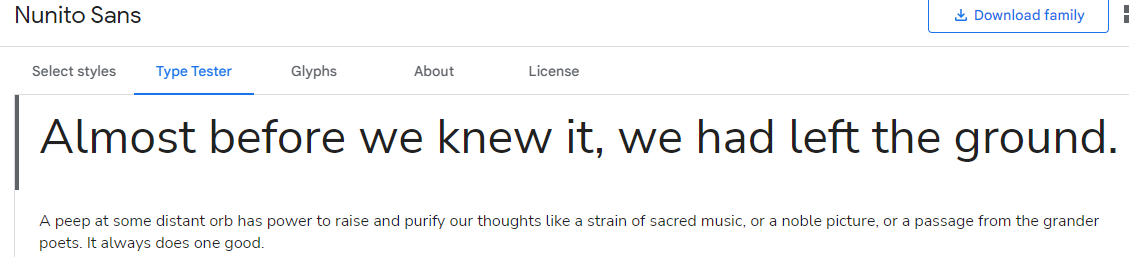 Nunito Sans
Download family
Select styles
Type Tester
Glyphs
About
License
Almost before we knew it, we had left the ground.
A peep at some distant orb has power to raise and purify our thoughts like a strain of sacred music, or a noble picture, or a passage from the grander
poets. It always does one good.